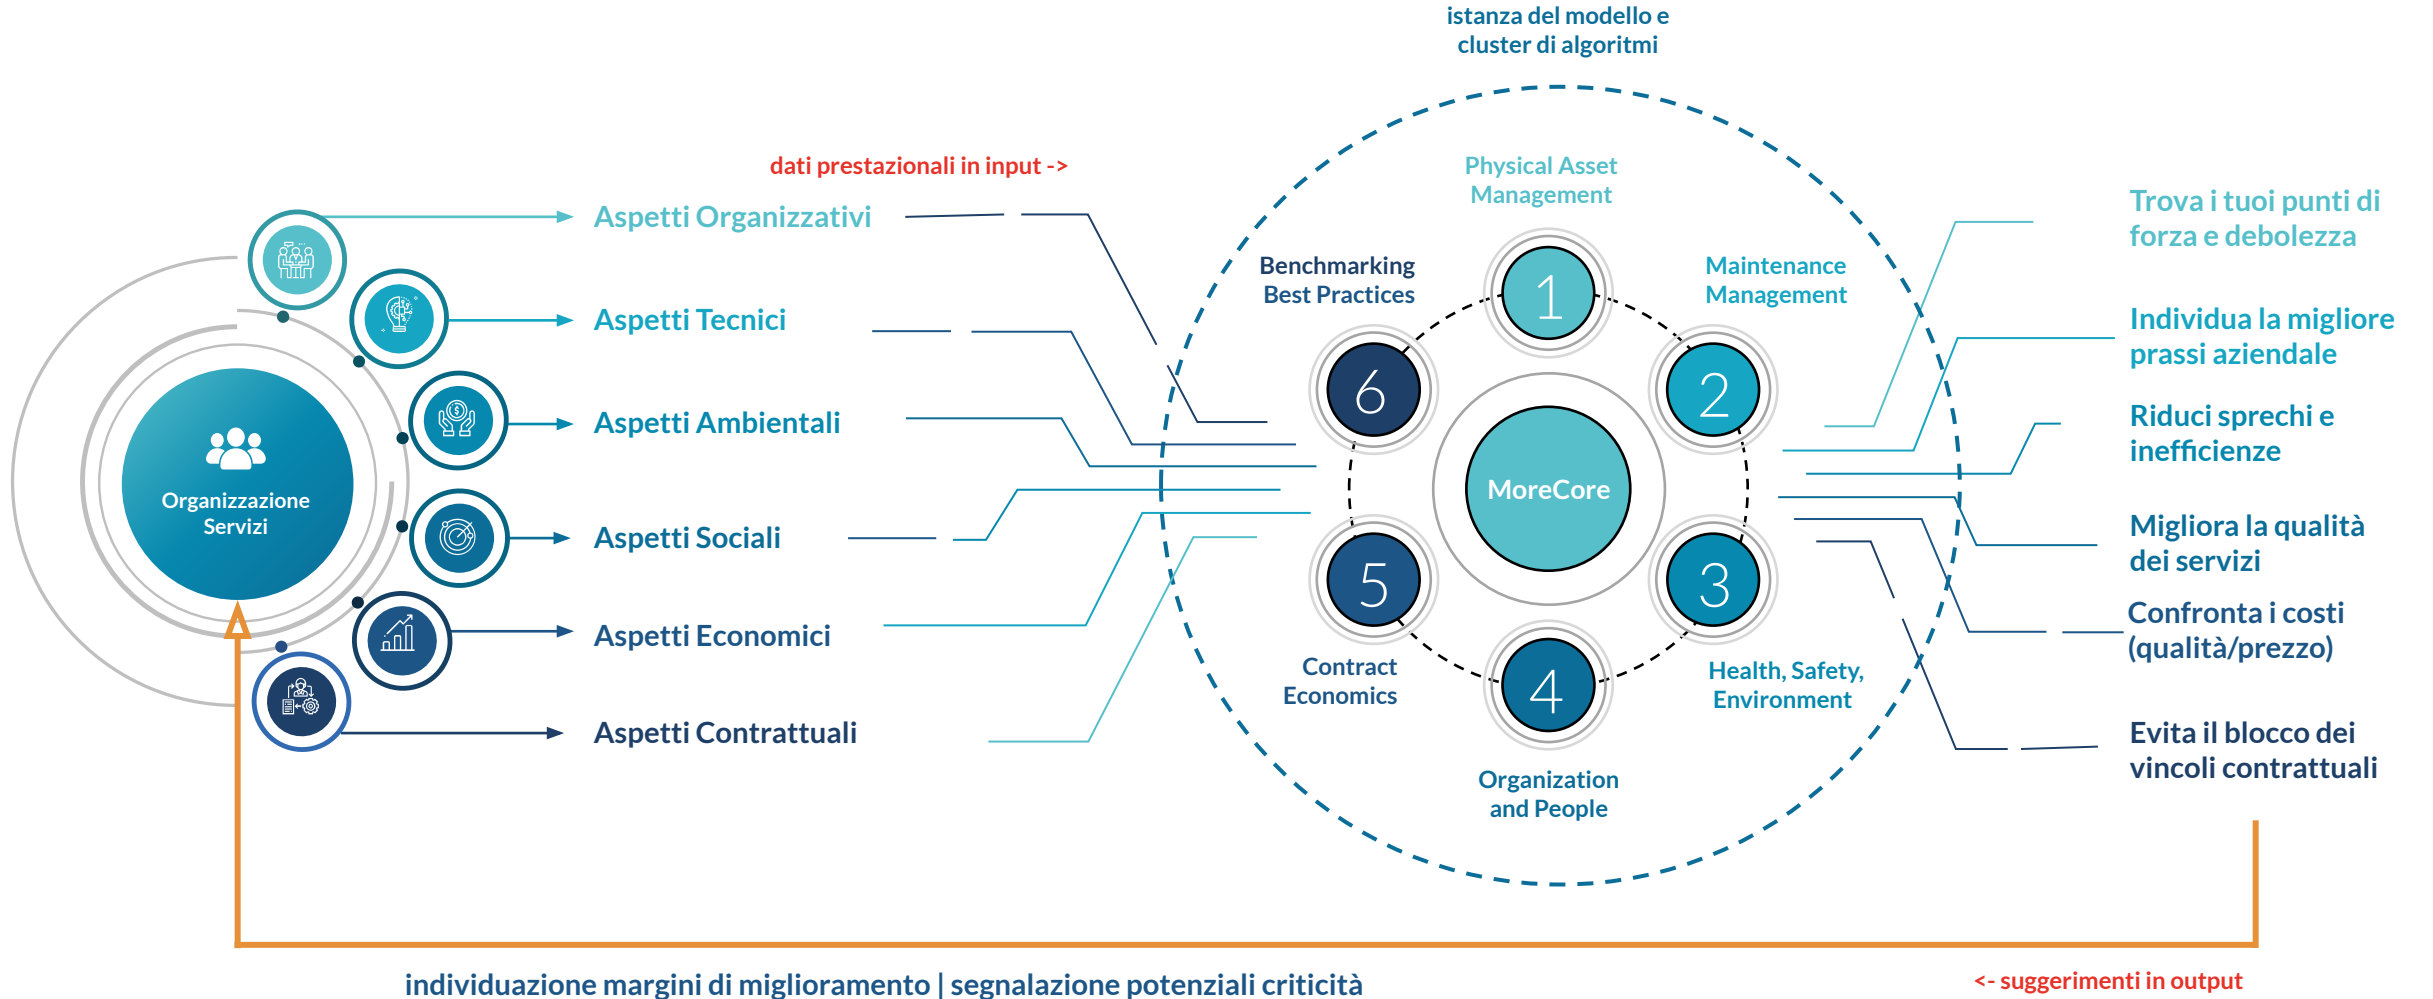 istanza del modello e
cluster di algoritmi
dati prestazionali in input ->
Organizzazione
Servizi
Aspetti Organizzativi
Aspetti Tecnici
Aspetti Ambientali
Aspetti Sociali
Aspetti Economici
Aspetti Contrattuali
Physical Asset
Management
1
Maintenance
Management
2
Health, Safety,
Environment
3
Organization
and People
4
Contract
Economics
5
Benchmarking
Best Practices
6
MoreCore
Trova i tuoi punti di
forza e debolezza
Individua la migliore
prassi aziendale
Riduci sprechi e
inefficienze
Migliora la qualità
dei servizi
Confronta i costi
(qualità/prezzo)
Evita il blocco dei
vincoli contrattuali
individuazione margini di miglioramento | segnalazione potenziali criticità
<- suggerimenti in output